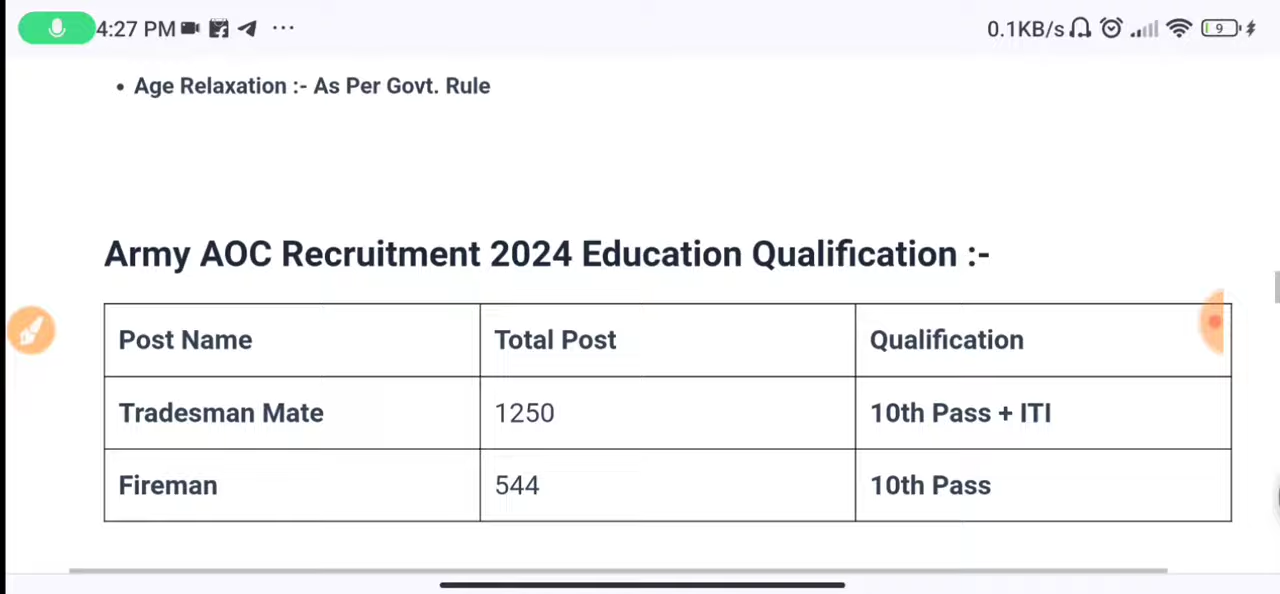 4:27 PM ... 0.1KB/s 9
• Age Relaxation :- As Per Govt. Rule
Army AOC Recruitment 2024 Education Qualification :-
Post Name Total Post Qualification
Tradesman Mate 1250 10th Pass + ITI
Fireman 544 10th Pass